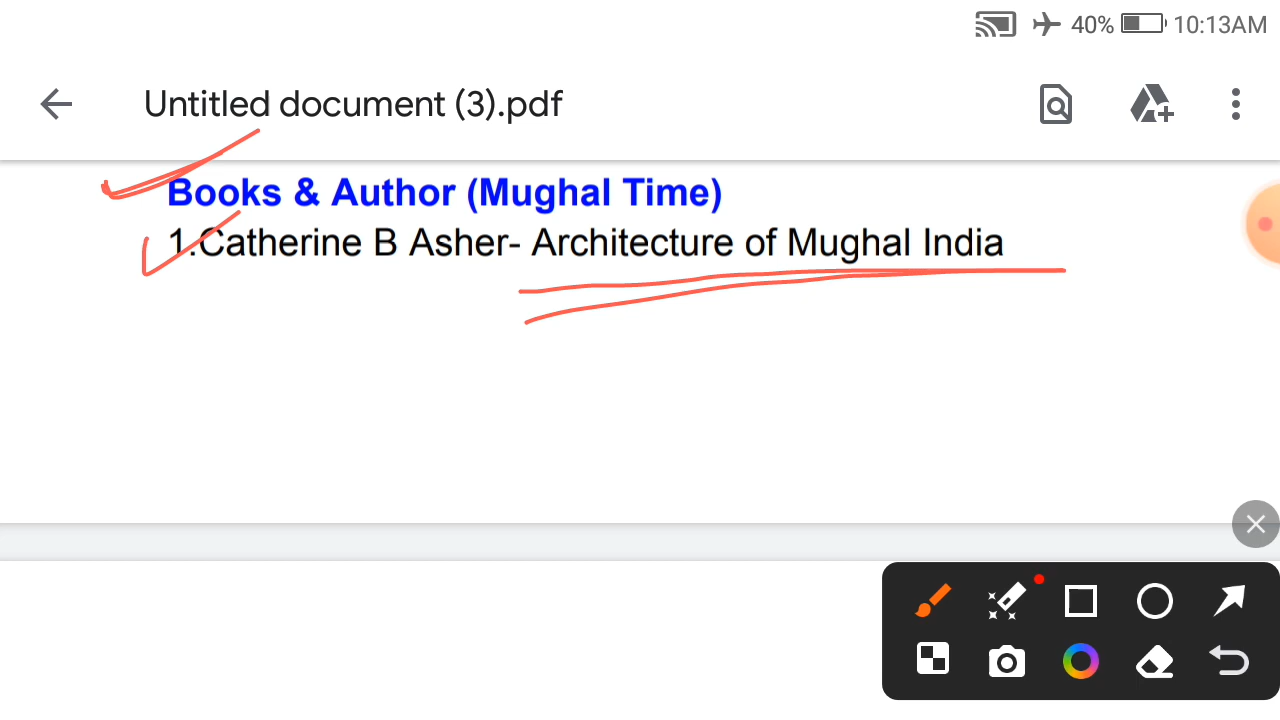 40% 10:13AM
Untitled document (3).pdf
Books & Author (Mughal Time)
1.Catherine B Asher- Architecture of Mughal India